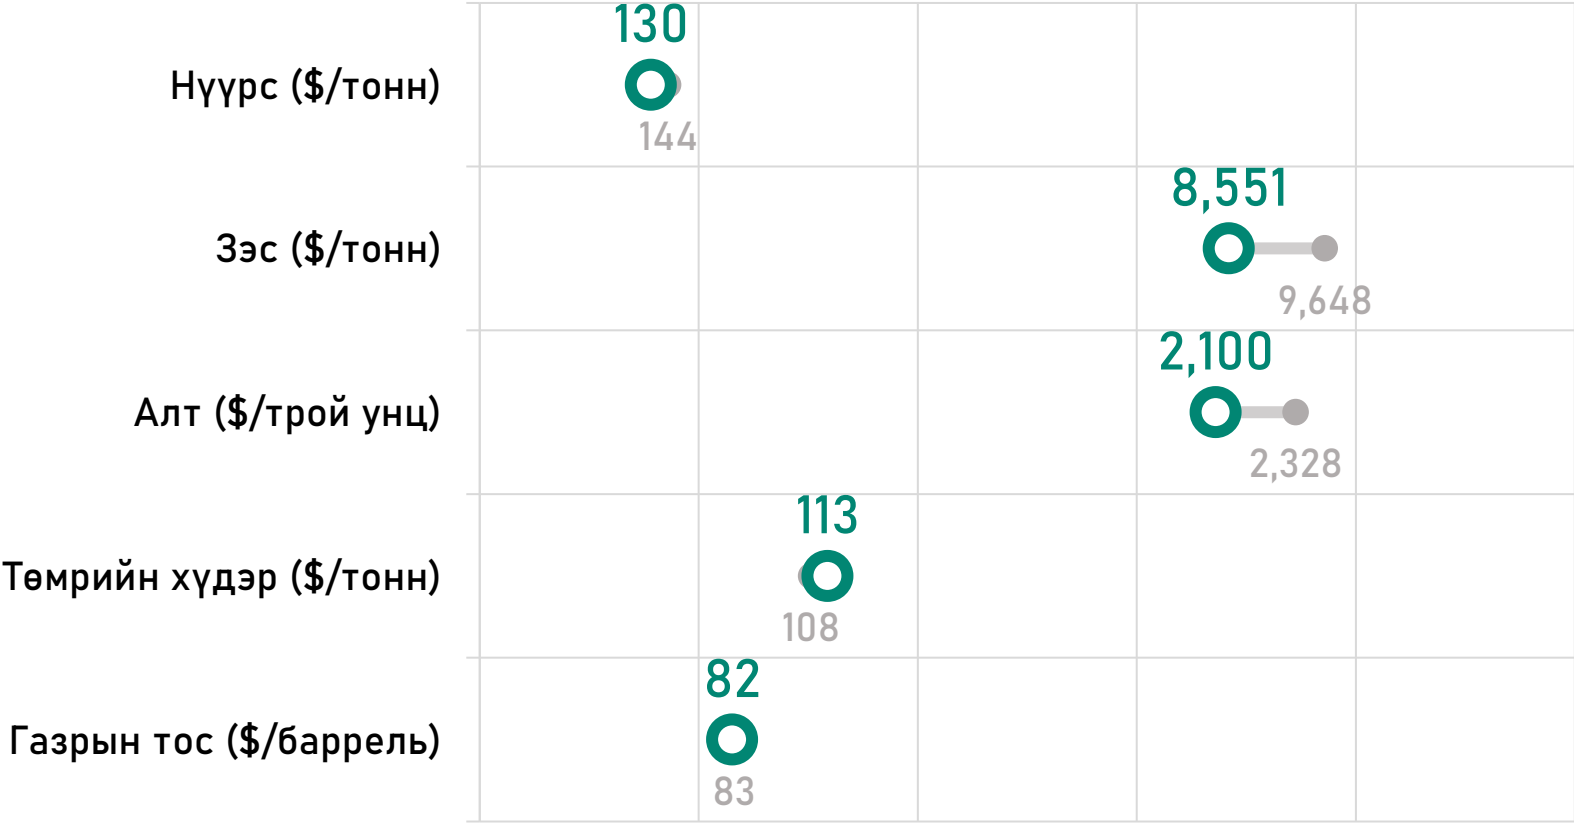 130
Нүүрс ($/тонн)
144
8,551
Зэс ($/тонн)
9,648
2,100
Алт ($/трой унц)
2,328
113
Төмрийн хүдэр ($/тонн)
108
82
Газрын тос ($/баррель)
83